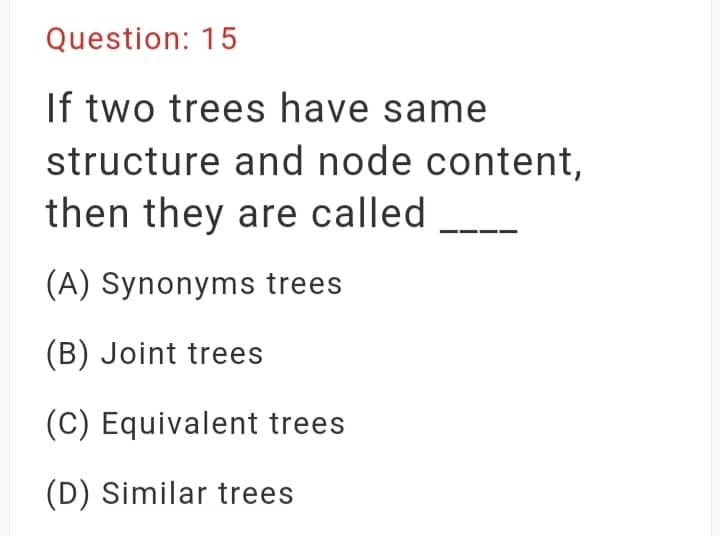 Question: 15
If two trees have same
structure and node content,
then they are called ____
(A) Synonyms trees
(B) Joint trees
(C) Equivalent trees
(D) Similar trees